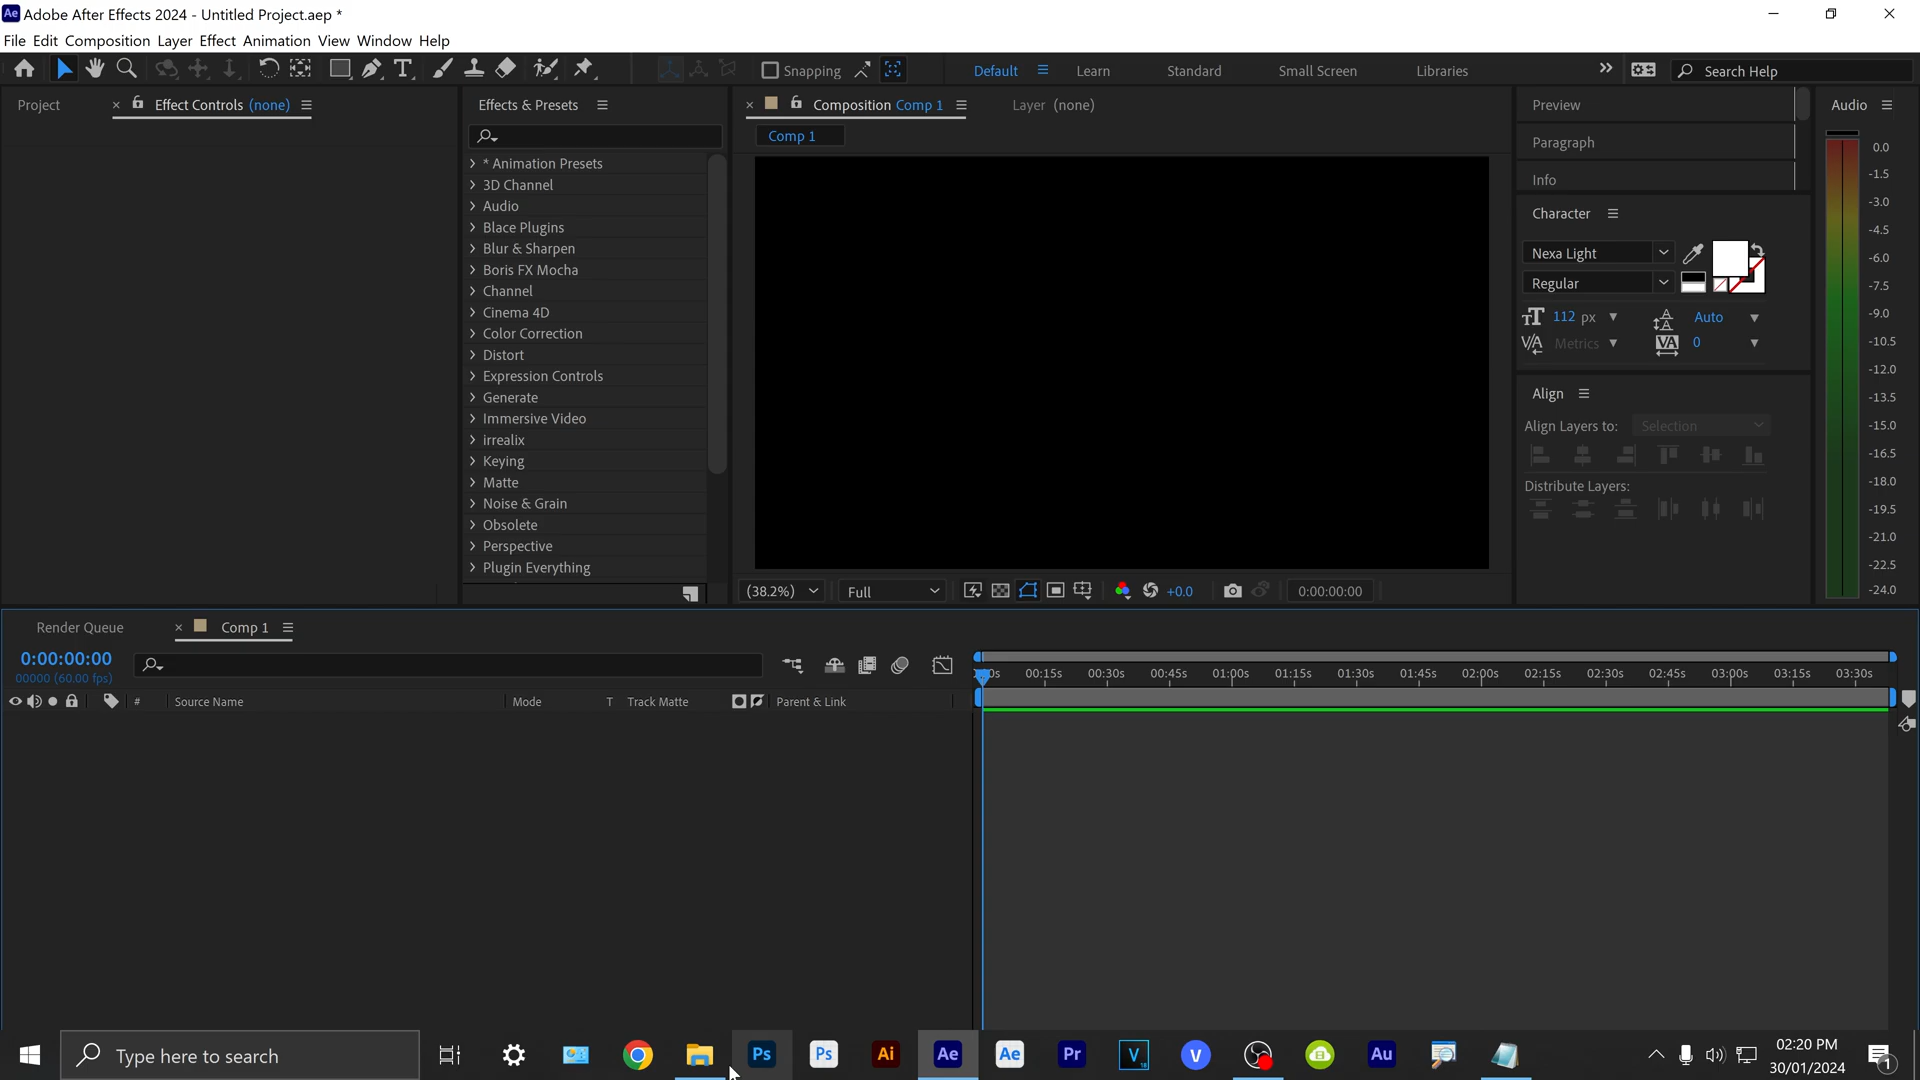 Ae Adobe After Effects 2024 - Untitled Project.aep *
File Edit Composition Layer Effect Animation View Window Help
Snapping Default Learn Standard Small Screen Libraries Search Help
Project Effect Controls (none) Effects & Presets Composition Comp 1 Layer (none) Preview Audio
Comp 1
Paragraph
Info
* Animation Presets
3D Channel
Audio
Blace Plugins
Blur & Sharpen
Boris FX Mocha
Channel
Cinema 4D
Color Correction
Distort
Expression Controls
Generate
Immersive Video
irrealix
Keying
Matte
Noise & Grain
Obsolete
Perspective
Plugin Everything
(38.2%) Full +0.0 0:00:00:00
Character
Nexa Light
Regular
112 px Auto
Metrics 0
Align
Align Layers to: Selection
Distribute Layers:
0.0
-1.5
-3.0
-4.5
-6.0
-7.5
-9.0
-10.5
-12.0
-13.5
-15.0
-16.5
-18.0
-19.5
-21.0
-22.5
-24.0
Render Queue Comp 1
0:00:00:00
00000 (60.00 fps)
# Source Name Mode T Track Matte Parent & Link
00:15s 00:30s 00:45s 01:00s 01:15s 01:30s 01:45s 02:00s 02:15s 02:30s 02:45s 03:00s 03:15s 03:30s
Type here to search Ps Ps Ai Ae Ae Pr V V Au
02:20 PM
30/01/2024
1